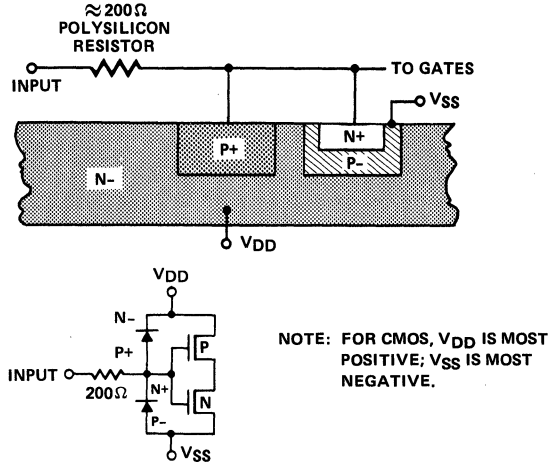 ≈200Ω
POLYSILICON
RESISTOR
INPUT
TO GATES
VSS
N+
P+
P–
N–
VDD
VDD
N–
P+
P
INPUT
200Ω
N+
N
P–
VSS
NOTE: FOR CMOS, VDD IS MOST
POSITIVE; VSS IS MOST
NEGATIVE.